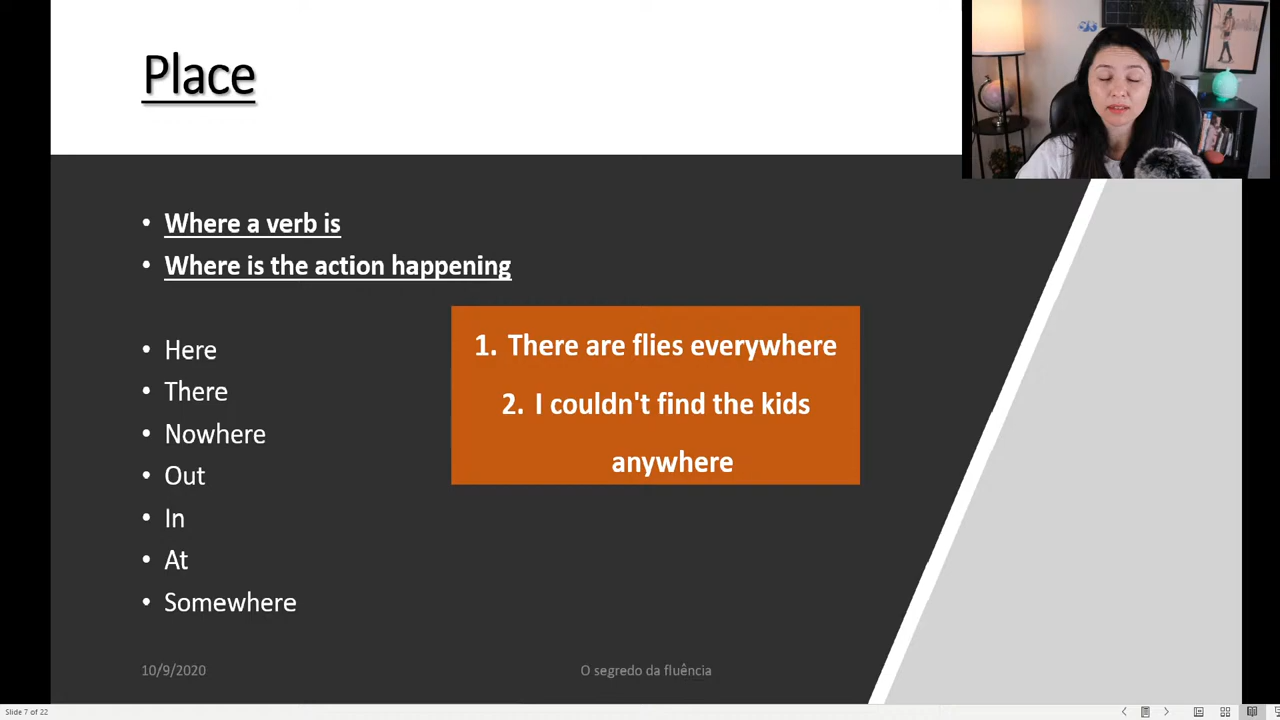 Place
• Where a verb is
• Where is the action happening
• Here
• There
• Nowhere
• Out
• In
• At
• Somewhere
1. There are flies everywhere
2. I couldn't find the kids
anywhere
10/9/2020
O segredo da fluência
Slide 7 of 22